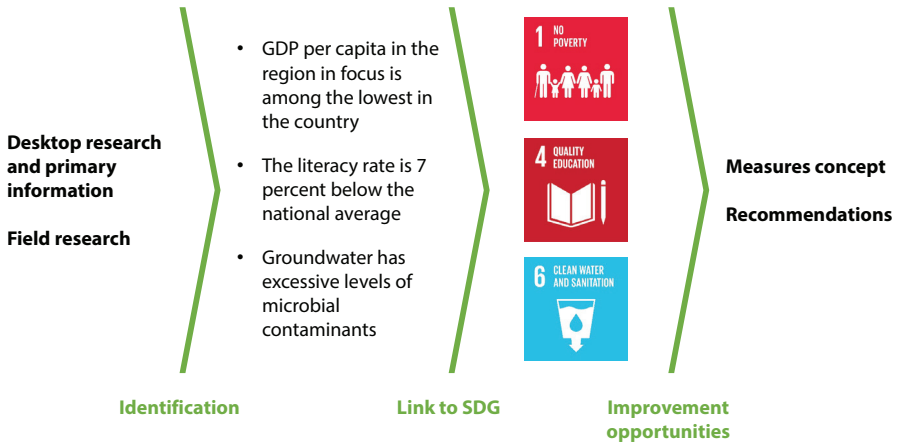 Desktop research
and primary
information
Field research
• GDP per capita in the
region in focus is
among the lowest in
the country
• The literacy rate is 7
percent below the
national average
• Groundwater has
excessive levels of
microbial
contaminants
1 NO
POVERTY
4 QUALITY
EDUCATION
6 CLEAN WATER
AND SANITATION
Measures concept
Recommendations
Identification
Link to SDG
Improvement
opportunities